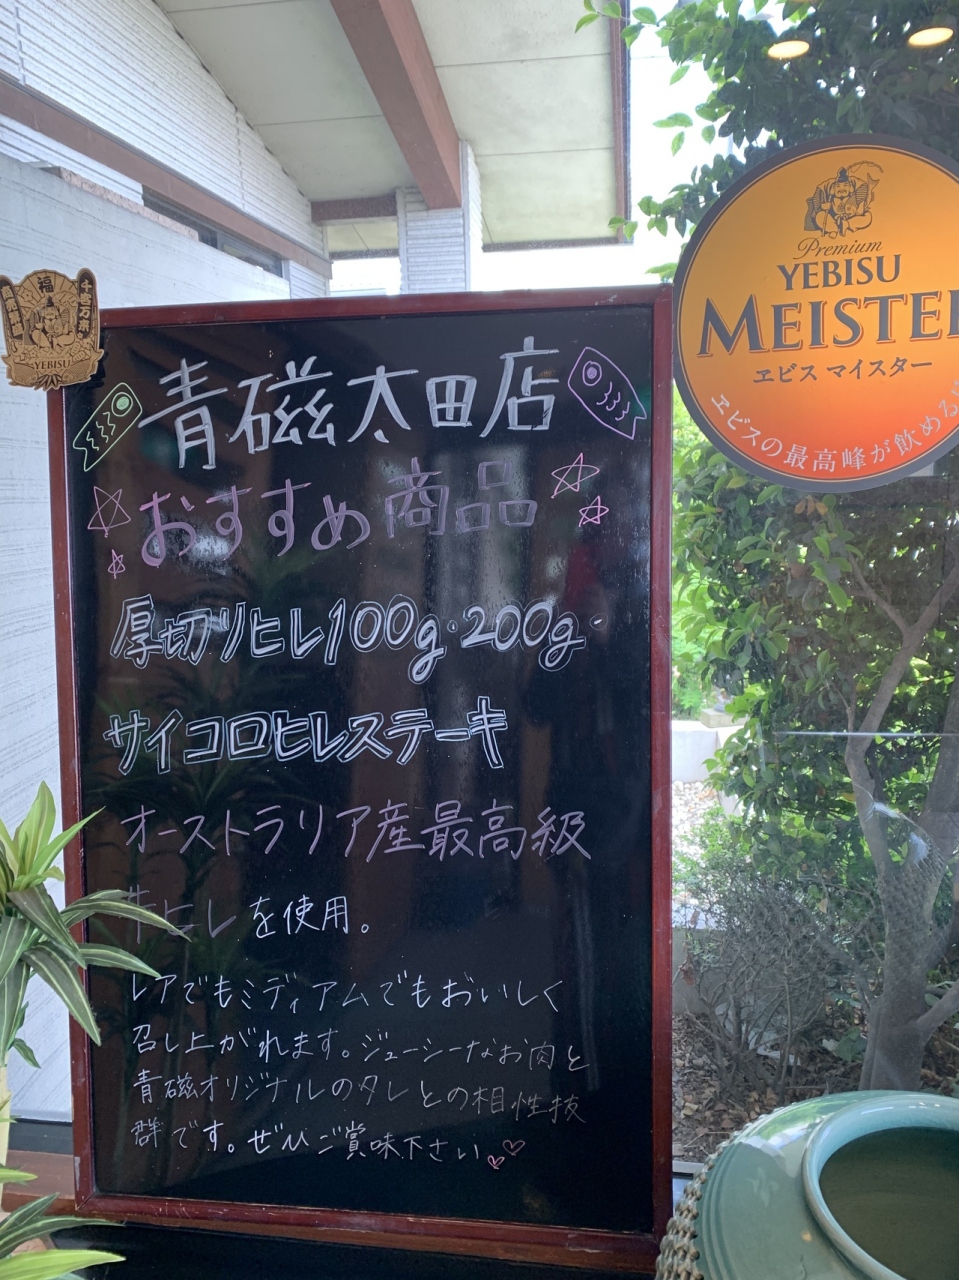 青磁太田店
おすすめ商品
厚切りヒレ100g・200g・
サイコロヒレステーキ
オーストラリア産最高級
牛ヒレを使用。
レアでもミディアムでもおいしく
召し上がれます。ジューシーなお肉と
青磁オリジナルのタレとの相性抜
群です。ぜひご賞味下さい
福
YEBISU
Premium
YEBISU
MEISTER
ヱビス マイスター
ヱビスの最高峰が飲める